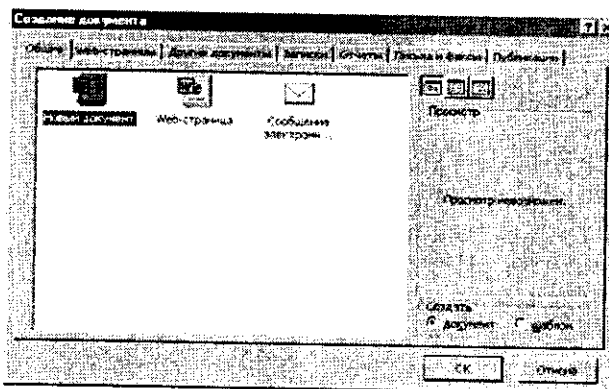 Создание документа
Общие | Web-страницы | Другие документы | Записки | Отчеты | Письма и факсы | Публикации
Новый документ
Web-страница
Сообщение
электронн...
Просмотр
Просмотр невозможен.
Создать
документ
шаблон
ОК
Отмена